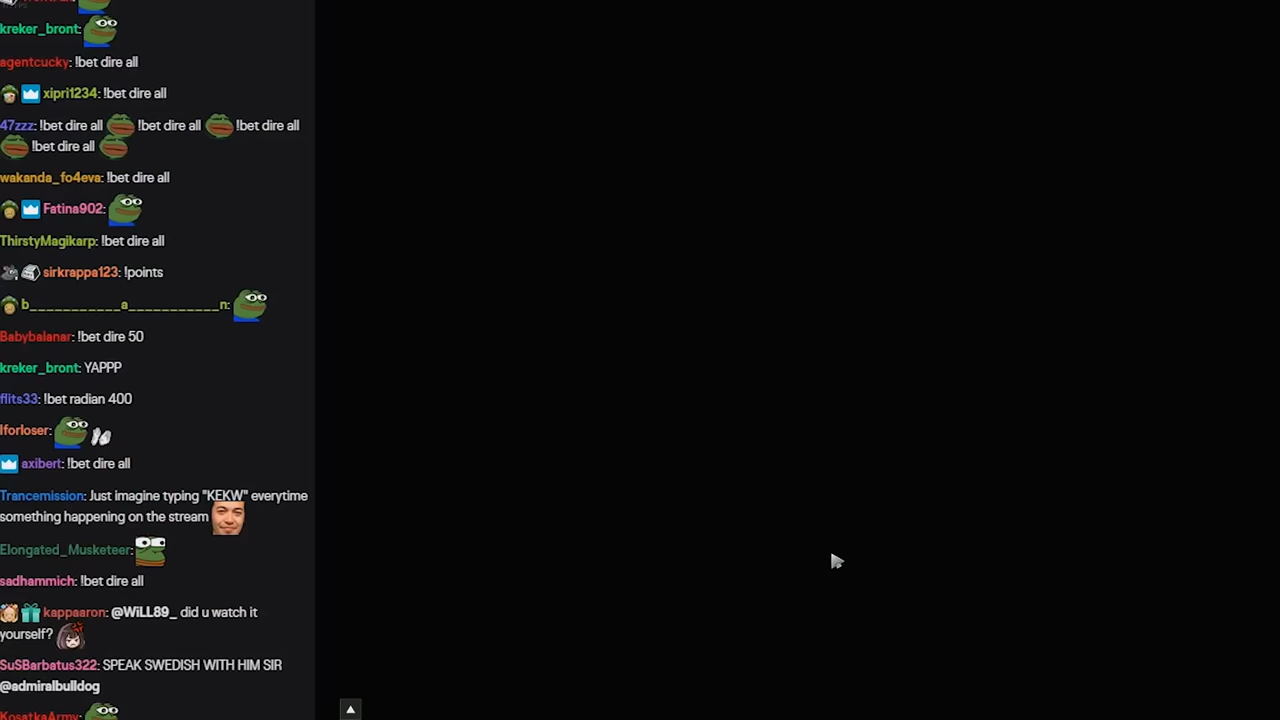 kreker_bront:
agentcucky: !bet dire all
xipri1234: !bet dire all
47zzz: !bet dire all !bet dire all !bet dire all
!bet dire all
wakanda_fo4eva: !bet dire all
Fatina902:
ThirstyMagikarp: !bet dire all
sirkrappa123: !points
b___________a___________n:
Babybalanar: !bet dire 50
kreker_bront: YAPPP
flits33: !bet radian 400
lforloser:
axibert: !bet dire all
Trancemission: Just imagine typing "KEKW" everytime
something happening on the stream
Elongated_Musketeer:
sadhammich: !bet dire all
kappaaron: @WiLL89_ did u watch it
yourself?
SuSBarbatus322: SPEAK SWEDISH WITH HIM SIR
@admiralbulldog
KosatkaArmy: